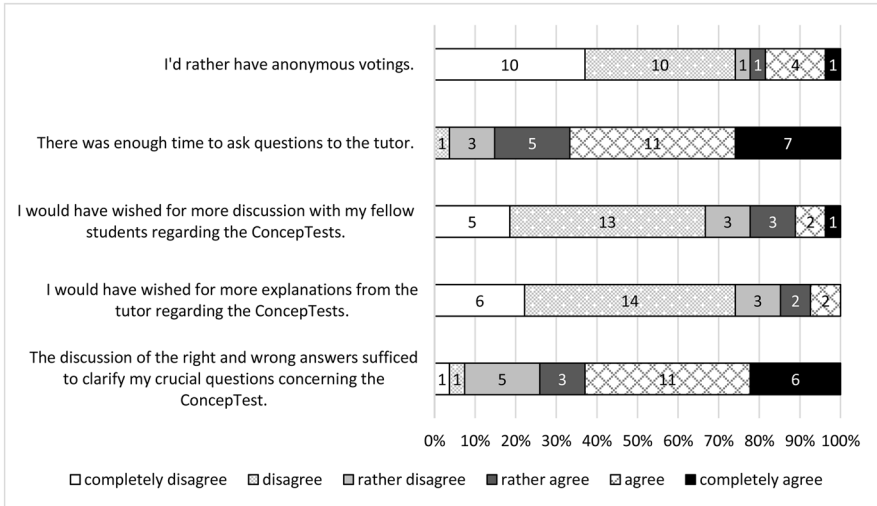 I'd rather have anonymous votings.
10 10 1 1 4 1
There was enough time to ask questions to the tutor.
1 3 5 11 7
I would have wished for more discussion with my fellow
students regarding the ConcepTests.
5 13 3 3 2 1
I would have wished for more explanations from the
tutor regarding the ConcepTests.
6 14 3 2 2
The discussion of the right and wrong answers sufficed
to clarify my crucial questions concerning the
ConcepTest.
1 1 5 3 11 6
0% 10% 20% 30% 40% 50% 60% 70% 80% 90% 100%
completely disagree disagree rather disagree rather agree agree completely agree